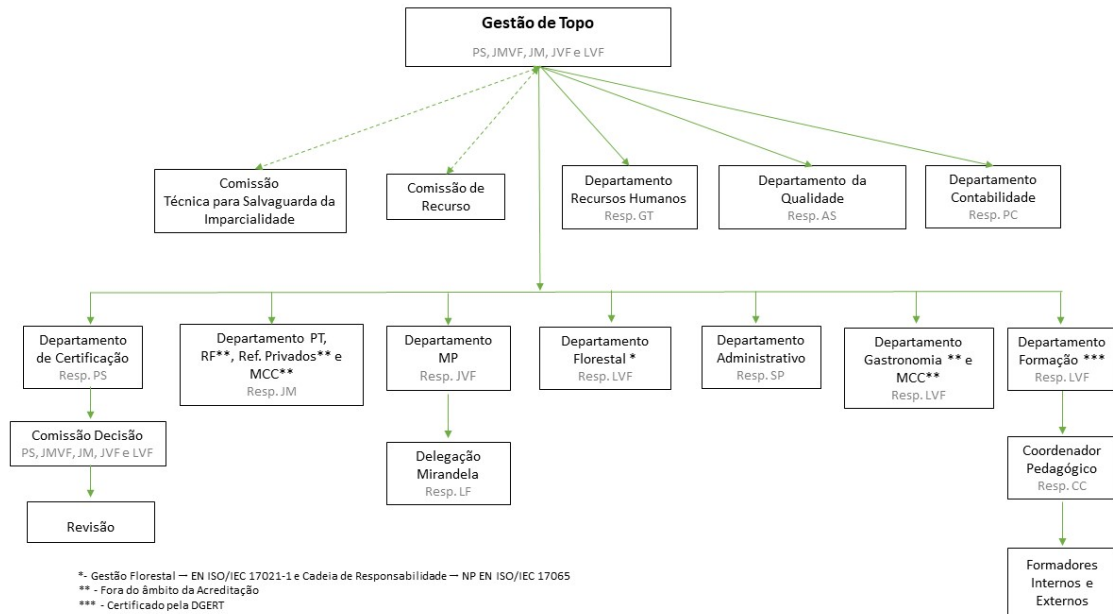 Gestão de Topo
PS, JMVF, JM, JVF e LVF
Comissão
Técnica para Salvaguarda da
Imparcialidade
Comissão de
Recurso
Departamento
Recursos Humanos
Resp. GT
Departamento da
Qualidade
Resp. AS
Departamento
Contabilidade
Resp. PC
Departamento
de Certificação
Resp. PS
Departamento PT,
RF**, Ref. Privados** e
MCC**
Resp. JM
Departamento
MP
Resp. JVF
Departamento
Florestal *
Resp. LVF
Departamento
Administrativo
Resp. SP
Departamento
Gastronomia ** e
MCC**
Resp. LVF
Departamento
Formação ***
Resp. LVF
Comissão Decisão
PS, JMVF, JM, JVF e LVF
Delegação
Mirandela
Resp. LF
Coordenador
Pedagógico
Resp. CC
Revisão
Formadores
Internos e
Externos
*- Gestão Florestal — EN ISO/IEC 17021-1 e Cadeia de Responsabilidade — NP EN ISO/IEC 17065
** - Fora do âmbito da Acreditação
*** - Certificado pela DGERT